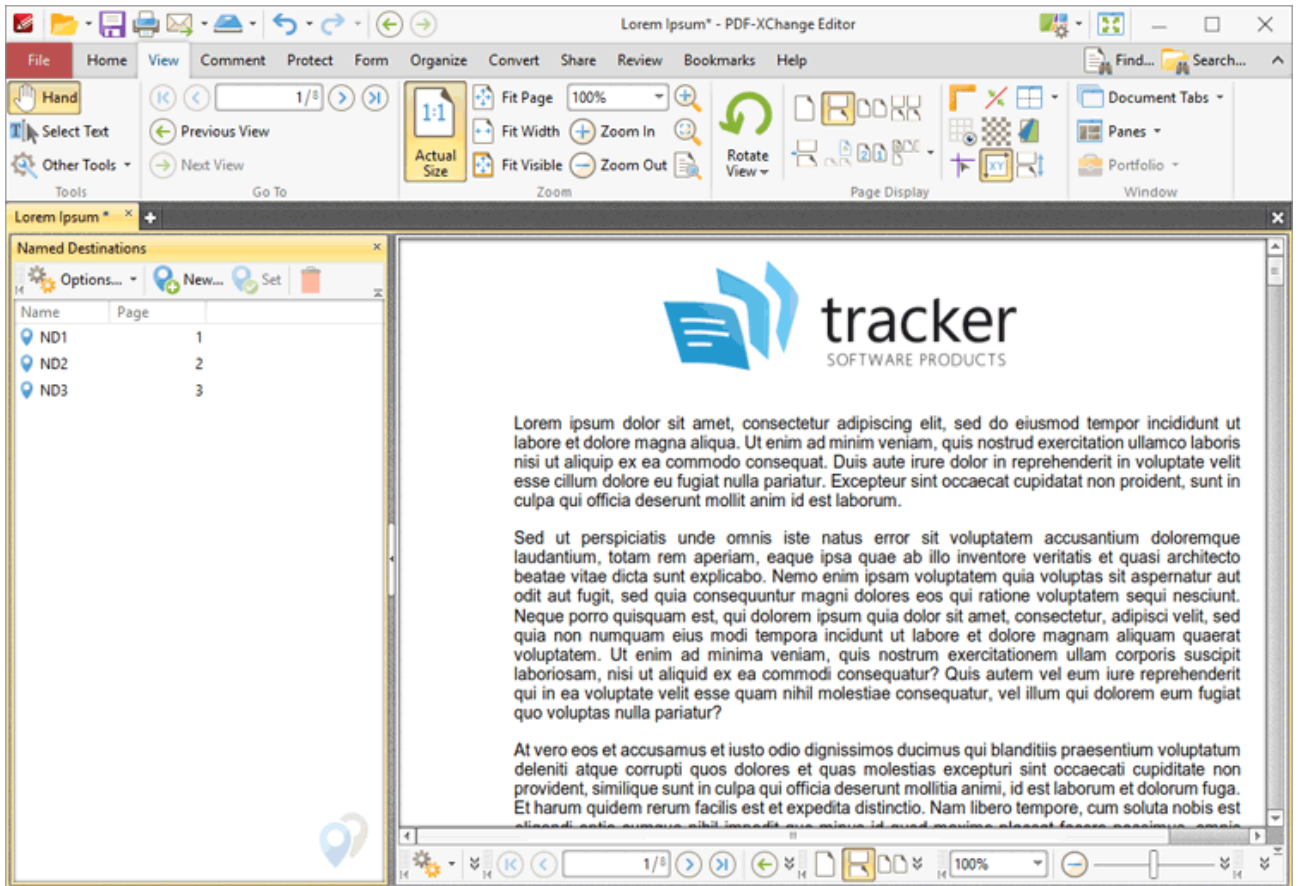 Lorem Ipsum* - PDF-XChange Editor
File Home View Comment Protect Form Organize Convert Share Review Bookmarks Help Find... Search...
Hand 1/8 Fit Page 100% Document Tabs
Select Text Previous View 1:1 Fit Width Zoom In Panes
Other Tools Next View Actual Size Fit Visible Zoom Out Rotate View 21 XY Portfolio
Tools Go To Zoom Page Display Window
Lorem Ipsum *
Named Destinations
Options... New... Set
Name Page
ND1 1
ND2 2
ND3 3
tracker
SOFTWARE PRODUCTS
Lorem ipsum dolor sit amet, consectetur adipiscing elit, sed do eiusmod tempor incididunt ut
labore et dolore magna aliqua. Ut enim ad minim veniam, quis nostrud exercitation ullamco laboris
nisi ut aliquip ex ea commodo consequat. Duis aute irure dolor in reprehenderit in voluptate velit
esse cillum dolore eu fugiat nulla pariatur. Excepteur sint occaecat cupidatat non proident, sunt in
culpa qui officia deserunt mollit anim id est laborum.
Sed ut perspiciatis unde omnis iste natus error sit voluptatem accusantium doloremque
laudantium, totam rem aperiam, eaque ipsa quae ab illo inventore veritatis et quasi architecto
beatae vitae dicta sunt explicabo. Nemo enim ipsam voluptatem quia voluptas sit aspernatur aut
odit aut fugit, sed quia consequuntur magni dolores eos qui ratione voluptatem sequi nesciunt.
Neque porro quisquam est, qui dolorem ipsum quia dolor sit amet, consectetur, adipisci velit, sed
quia non numquam eius modi tempora incidunt ut labore et dolore magnam aliquam quaerat
voluptatem. Ut enim ad minima veniam, quis nostrum exercitationem ullam corporis suscipit
laboriosam, nisi ut aliquid ex ea commodi consequatur? Quis autem vel eum iure reprehenderit
qui in ea voluptate velit esse quam nihil molestiae consequatur, vel illum qui dolorem eum fugiat
quo voluptas nulla pariatur?
At vero eos et accusamus et iusto odio dignissimos ducimus qui blanditiis praesentium voluptatum
deleniti atque corrupti quos dolores et quas molestias excepturi sint occaecati cupiditate non
provident, similique sunt in culpa qui officia deserunt mollitia animi, id est laborum et dolorum fuga.
Et harum quidem rerum facilis est et expedita distinctio. Nam libero tempore, cum soluta nobis est
1/8 100%